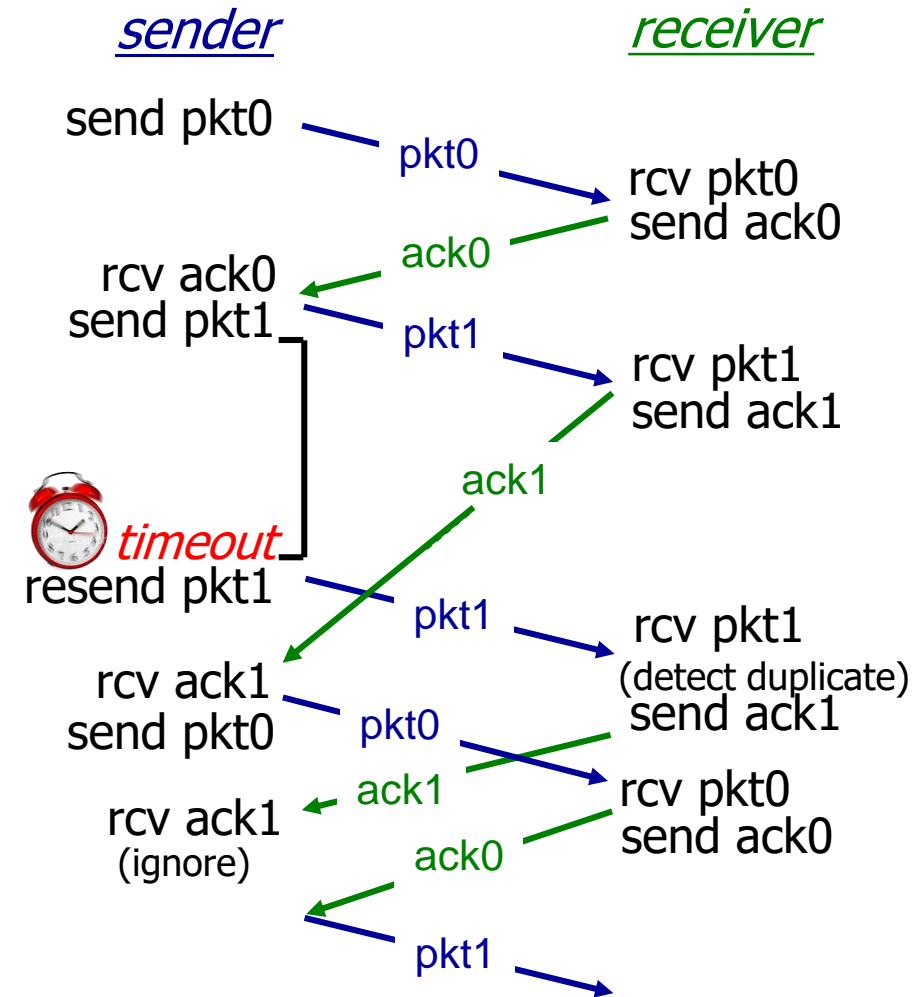 sender
receiver
send pkt0
pkt0
rcv pkt0
send ack0
ack0
rcv ack0
send pkt1
pkt1
rcv pkt1
send ack1
ack1
timeout
resend pkt1
pkt1
rcv pkt1
(detect duplicate)
send ack1
rcv ack1
send pkt0
pkt0
ack1
rcv pkt0
send ack0
rcv ack1
(ignore)
ack0
pkt1